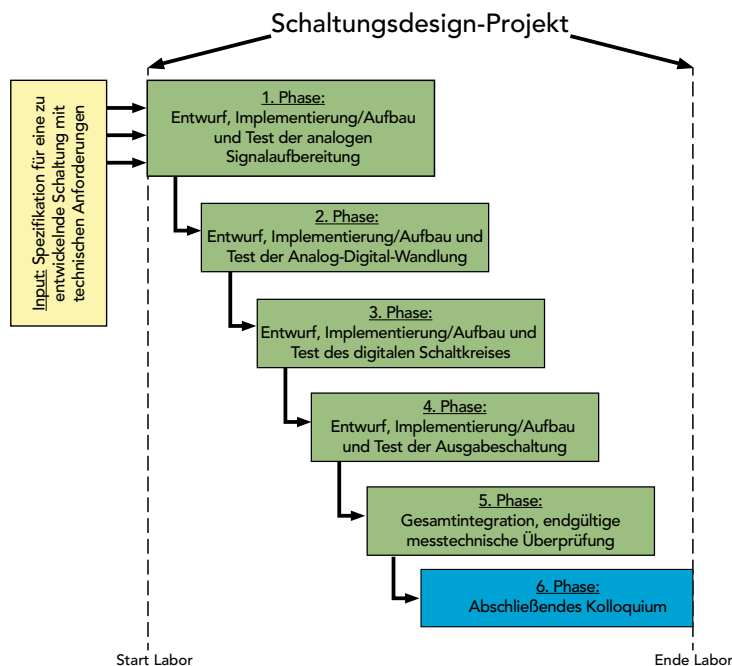 Schaltungsdesign-Projekt
Input: Spezifikation für eine zu
entwickelnde Schaltung mit
technischen Anforderungen
1. Phase:
Entwurf, Implementierung/Aufbau
und Test der analogen
Signalaufbereitung
2. Phase:
Entwurf, Implementierung/Aufbau und
Test der Analog-Digital-Wandlung
3. Phase:
Entwurf, Implementierung/Aufbau und
Test des digitalen Schaltkreises
4. Phase:
Entwurf, Implementierung/Aufbau
und Test der Ausgabeschaltung
5. Phase:
Gesamtintegration, endgültige
messtechnische Überprüfung
6. Phase:
Abschließendes Kolloquium
Start Labor
Ende Labor